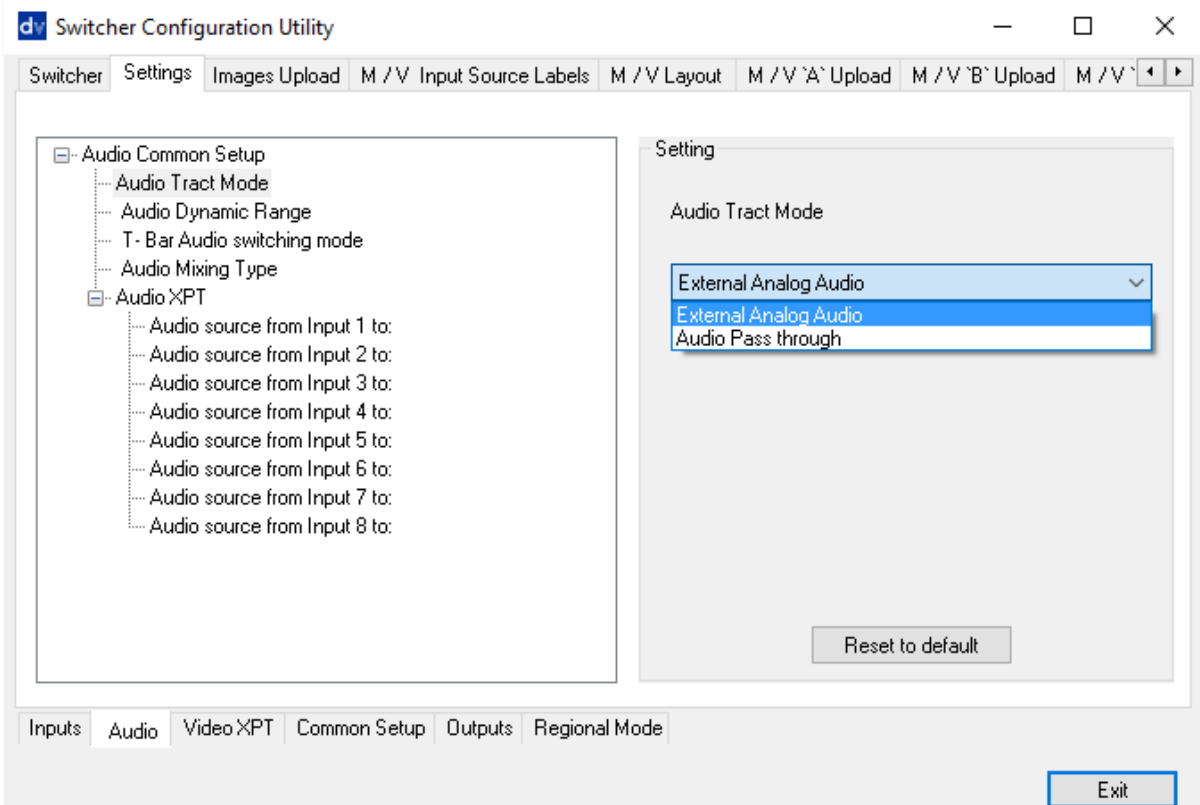 dv Switcher Configuration Utility
Switcher Settings Images Upload M / V Input Source Labels M / V Layout M / V `A` Upload M / V `B` Upload M / V `
Audio Common Setup
Audio Tract Mode
Audio Dynamic Range
T- Bar Audio switching mode
Audio Mixing Type
Audio XPT
Audio source from Input 1 to:
Audio source from Input 2 to:
Audio source from Input 3 to:
Audio source from Input 4 to:
Audio source from Input 5 to:
Audio source from Input 6 to:
Audio source from Input 7 to:
Audio source from Input 8 to:
Setting
Audio Tract Mode
External Analog Audio
External Analog Audio
Audio Pass through
Reset to default
Inputs Audio Video XPT Common Setup Outputs Regional Mode
Exit